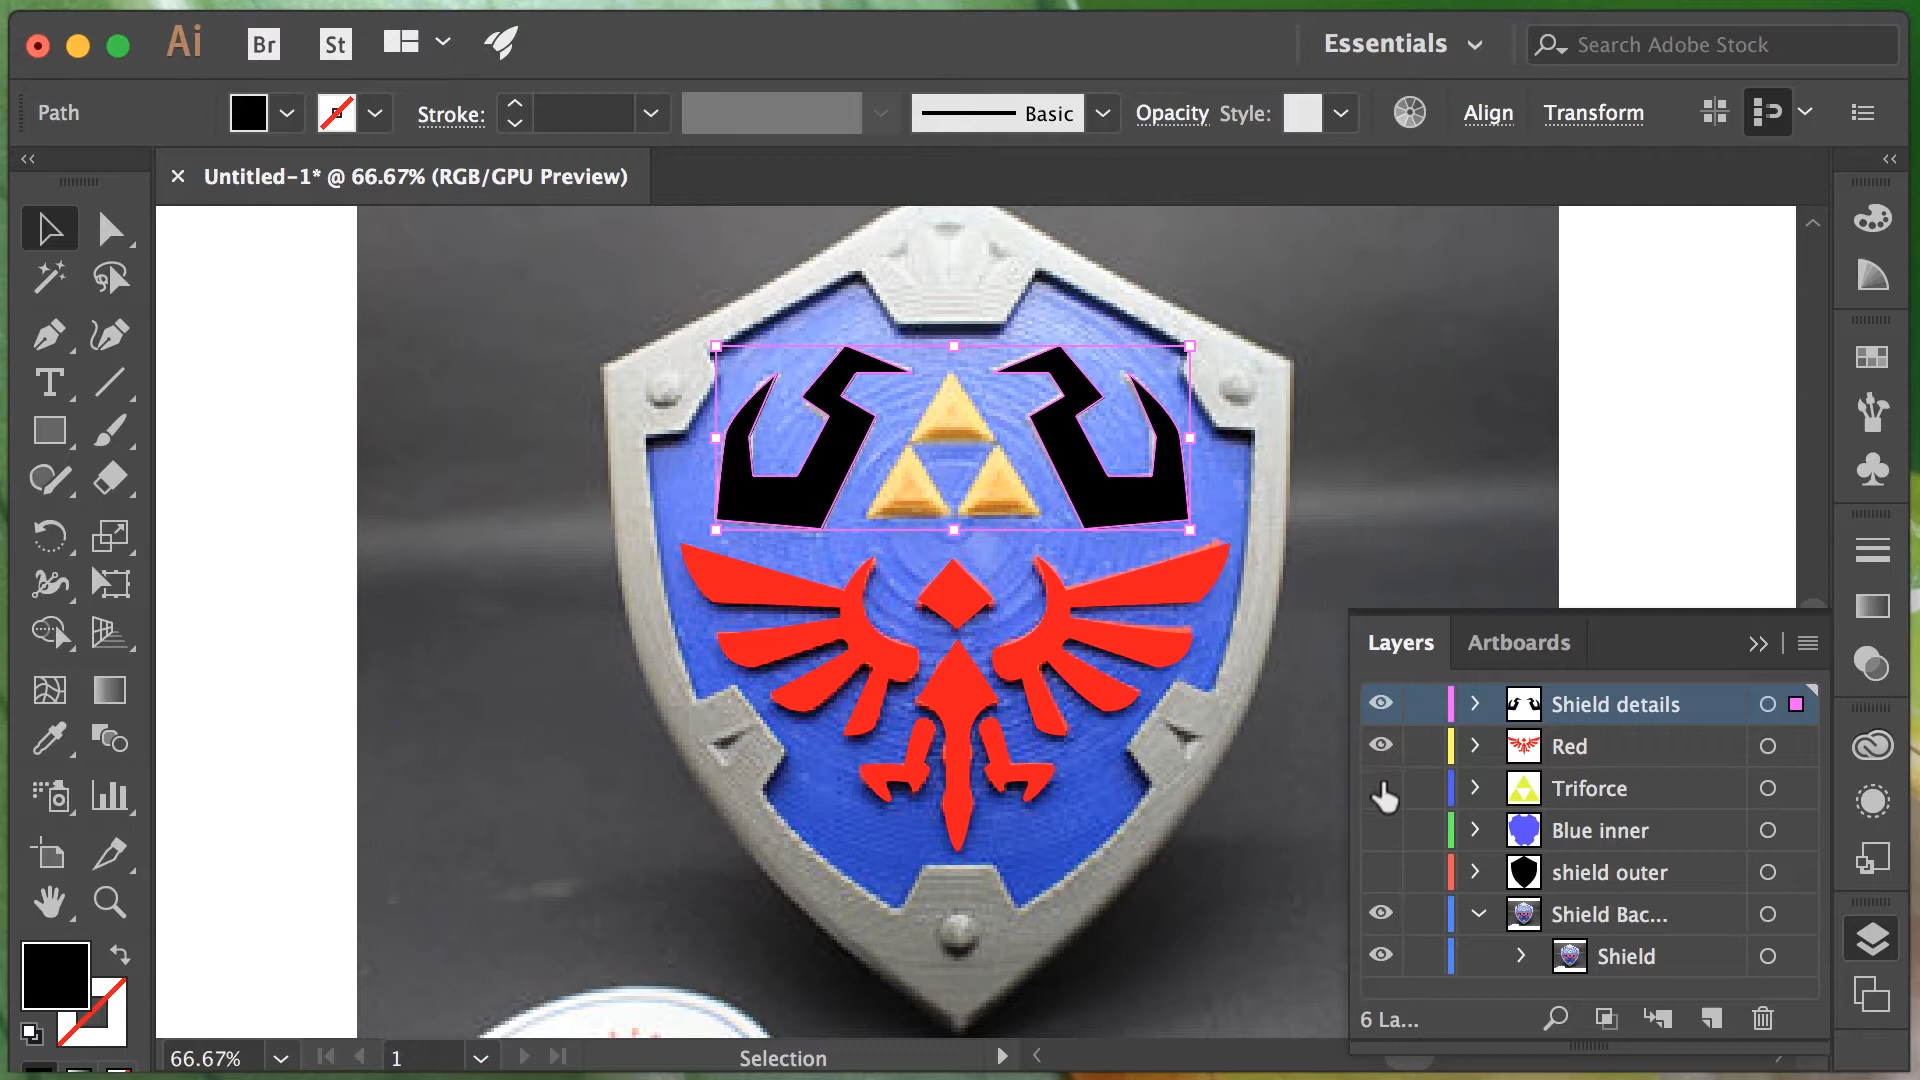 Ai Br St Essentials Search Adobe Stock
Path Stroke: Basic Opacity Style: Align Transform
Untitled-1* @ 66.67% (RGB/GPU Preview)
T
Layers Artboards
Shield details
Red
Triforce
Blue inner
shield outer
Shield Bac...
Shield
6 La...
66.67% 1 Selection